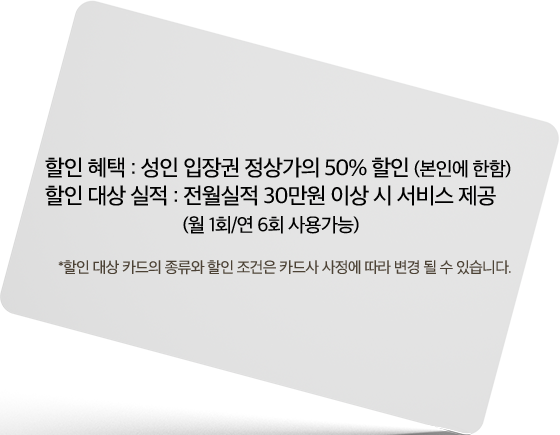 할인 혜택 : 성인 입장권 정상가의 50% 할인 (본인에 한함)
할인 대상 실적 : 전월실적 30만원 이상 시 서비스 제공
(월 1회/연 6회 사용가능)
*할인 대상 카드의 종류와 할인 조건은 카드사 사정에 따라 변경 될 수 있습니다.